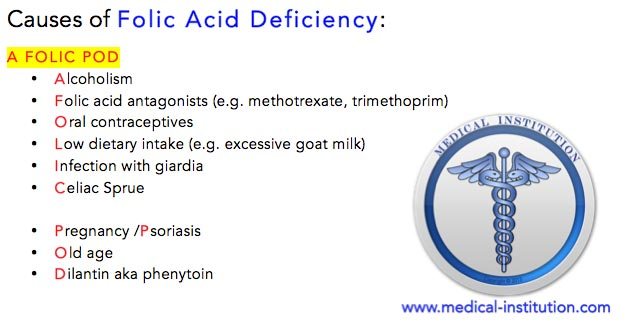 Causes of Folic Acid Deficiency:
A FOLIC POD
• Alcoholism
• Folic acid antagonists (e.g. methotrexate, trimethoprim)
• Oral contraceptives
• Low dietary intake (e.g. excessive goat milk)
• Infection with giardia
• Celiac Sprue
• Pregnancy /Psoriasis
• Old age
• Dilantin aka phenytoin
MEDICAL INSTITUTION
www.medical-institution.com